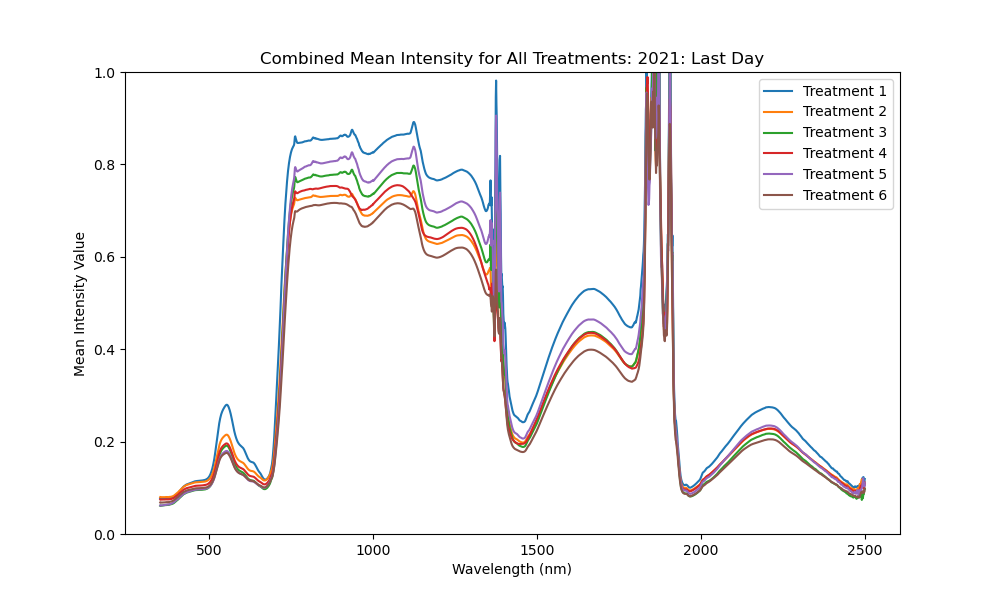 Combined Mean Intensity for All Treatments: 2021: Last Day
Mean Intensity Value
1.0
0.8
0.6
0.4
0.2
0.0
Treatment 1
Treatment 2
Treatment 3
Treatment 4
Treatment 5
Treatment 6
500
1000
1500
2000
2500
Wavelength (nm)